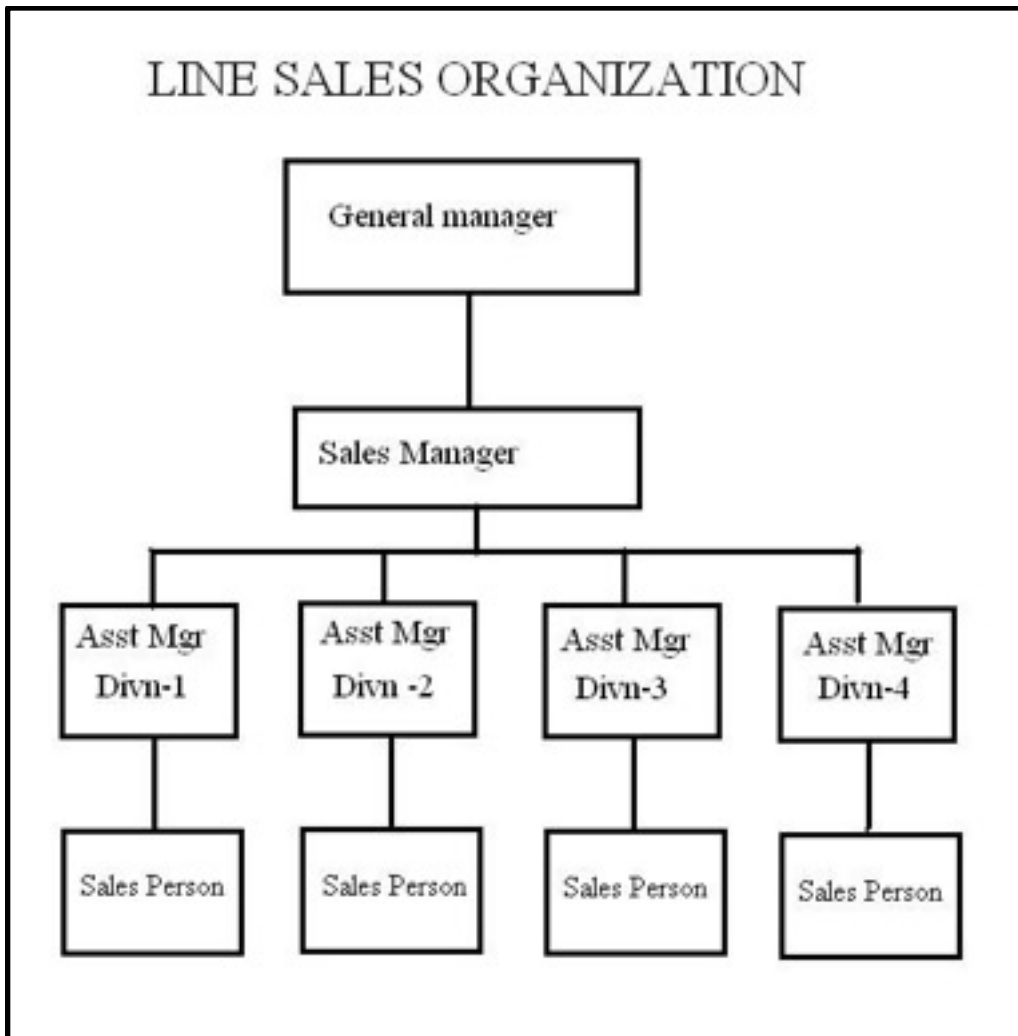 LINE SALES ORGANIZATION
General manager
Sales Manager
Asst Mgr
Divn-1
Asst Mgr
Divn -2
Asst Mgr
Divn-3
Asst Mgr
Divn-4
Sales Person
Sales Person
Sales Person
Sales Person